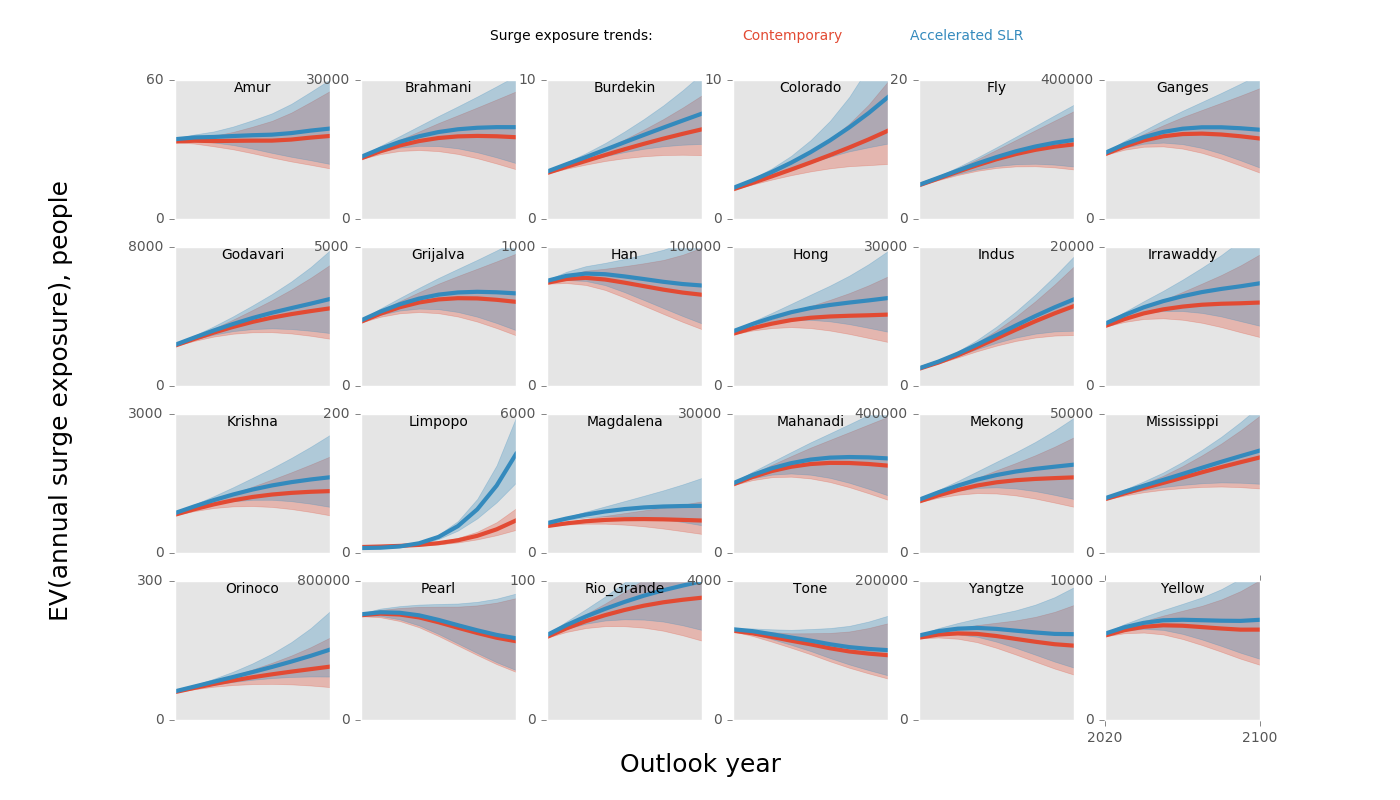 Surge exposure trends: Contemporary Accelerated SLR
60 Amur 30000 Brahmani 10 Burdekin 10 Colorado 20 Fly 400000 Ganges
0 0 0 0 0 0
8000 Godavari 5000 Grijalva 1000 Han 100000 Hong 30000 Indus 20000 Irrawaddy
0 0 0 0 0 0
3000 Krishna 200 Limpopo 6000 Magdalena 30000 Mahanadi 400000 Mekong 50000 Mississippi
0 0 0 0 0 0
300 Orinoco 800000 Pearl 100 Rio_Grande 4000 Tone 200000 Yangtze 10000 Yellow
0 0 0 0 0 0
2020 2100
EV(annual surge exposure), people
Outlook year